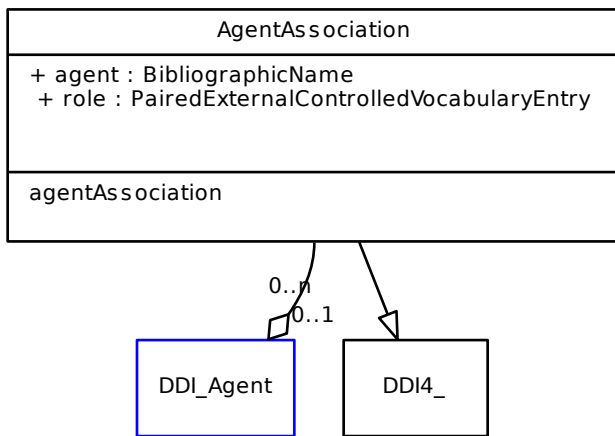 AgentAssociation
+ agent : BibliographicName
+ role : PairedExternalControlledVocabularyEntry
agentAssociation
0..n
0..1
DDI_Agent
DDI4_